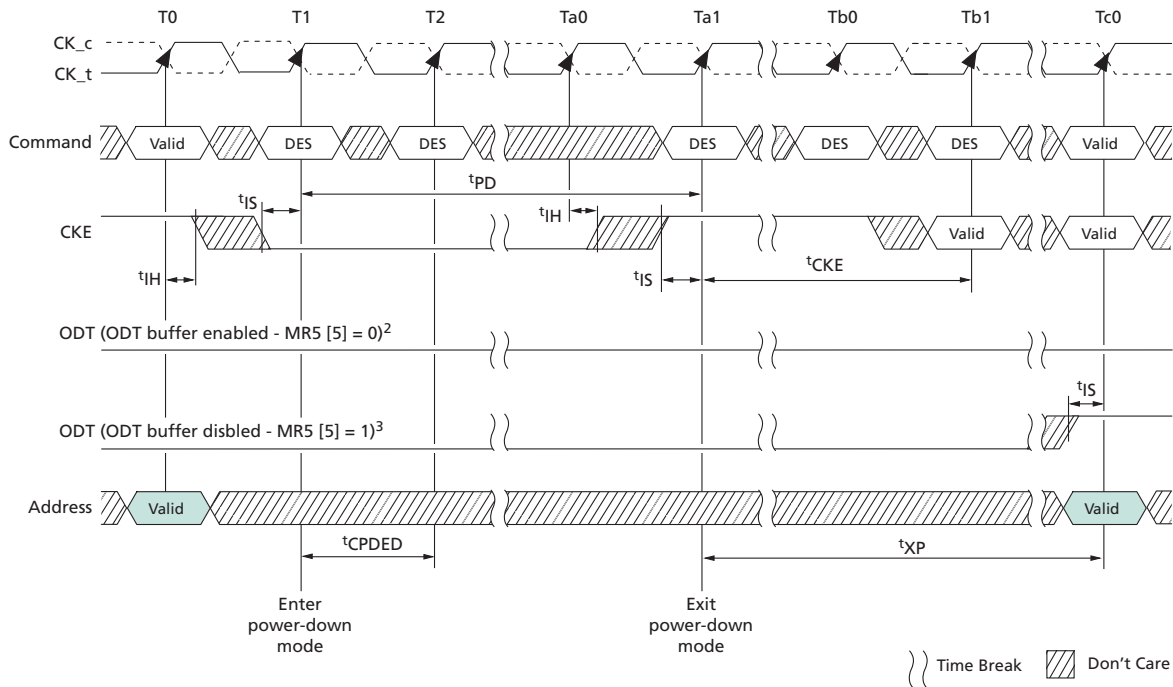 T0 T1 T2 Ta0 Ta1 Tb0 Tb1 Tc0
CK_c
CK_t
Command Valid DES DES DES DES DES Valid
tPD
tIS
tIH
CKE Valid Valid
tIH
tIS
tCKE
ODT (ODT buffer enabled - MR5 [5] = 0)2
tIS
ODT (ODT buffer disbled - MR5 [5] = 1)3
Address Valid Valid
tCPDED
tXP
Enter
power-down
mode
Exit
power-down
mode
Time Break
Don't Care